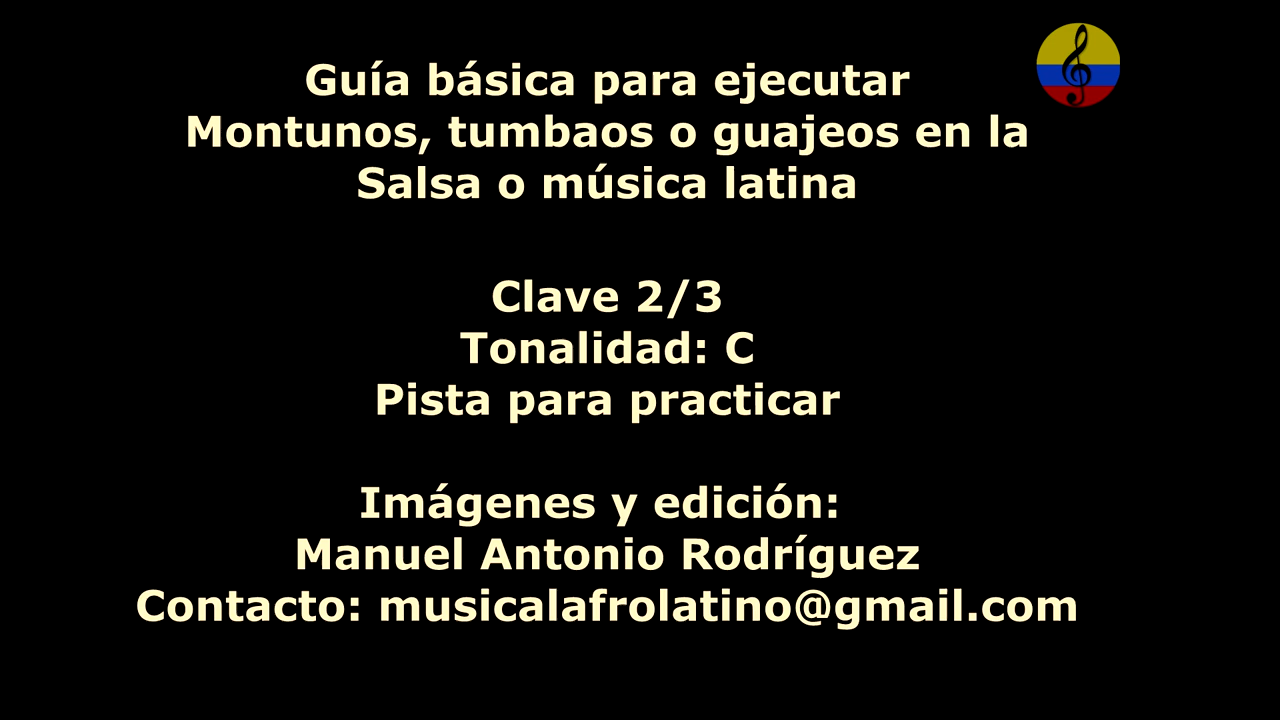 Guía básica para ejecutar
Montunos, tumbaos o guajeos en la
Salsa o música latina
Clave 2/3
Tonalidad: C
Pista para practicar
Imágenes y edición:
Manuel Antonio Rodríguez
Contacto: musicalafrolatino@gmail.com